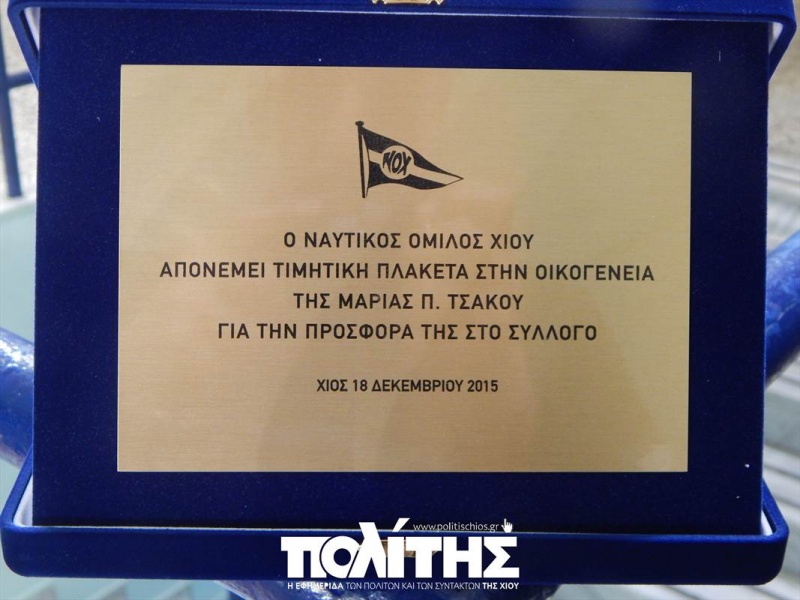 ΝΟΧ
Ο ΝΑΥΤΙΚΟΣ ΟΜΙΛΟΣ ΧΙΟΥ
ΑΠΟΝΕΜΕΙ ΤΙΜΗΤΙΚΗ ΠΛΑΚΕΤΑ ΣΤΗΝ ΟΙΚΟΓΕΝΕΙΑ
ΤΗΣ ΜΑΡΙΑΣ Π. ΤΣΑΚΟΥ
ΓΙΑ ΤΗΝ ΠΡΟΣΦΟΡΑ ΤΗΣ ΣΤΟ ΣΥΛΛΟΓΟ
ΧΙΟΣ 18 ΔΕΚΕΜΒΡΙΟΥ 2015
www.politischios.gr
ΠΟΛΙΤΗΣ
Η ΕΦΗΜΕΡΙΔΑ ΤΩΝ ΠΟΛΙΤΩΝ ΚΑΙ ΤΩΝ ΣΥΝΤΑΚΤΩΝ ΤΗΣ ΧΙΟΥ